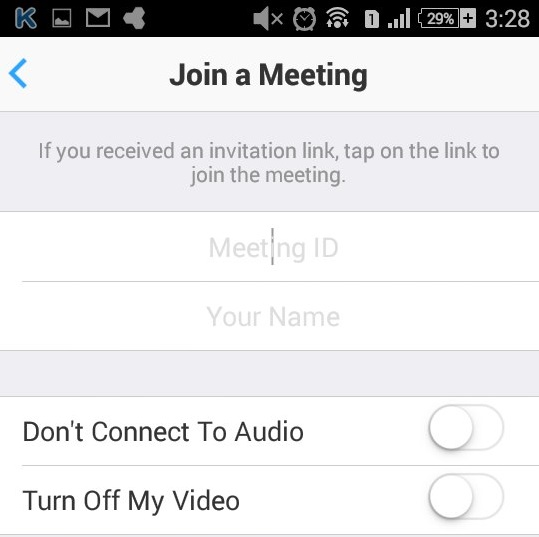 1 29% 3:28
Join a Meeting
If you received an invitation link, tap on the link to
join the meeting.
Meeting ID
Your Name
Don't Connect To Audio
Turn Off My Video